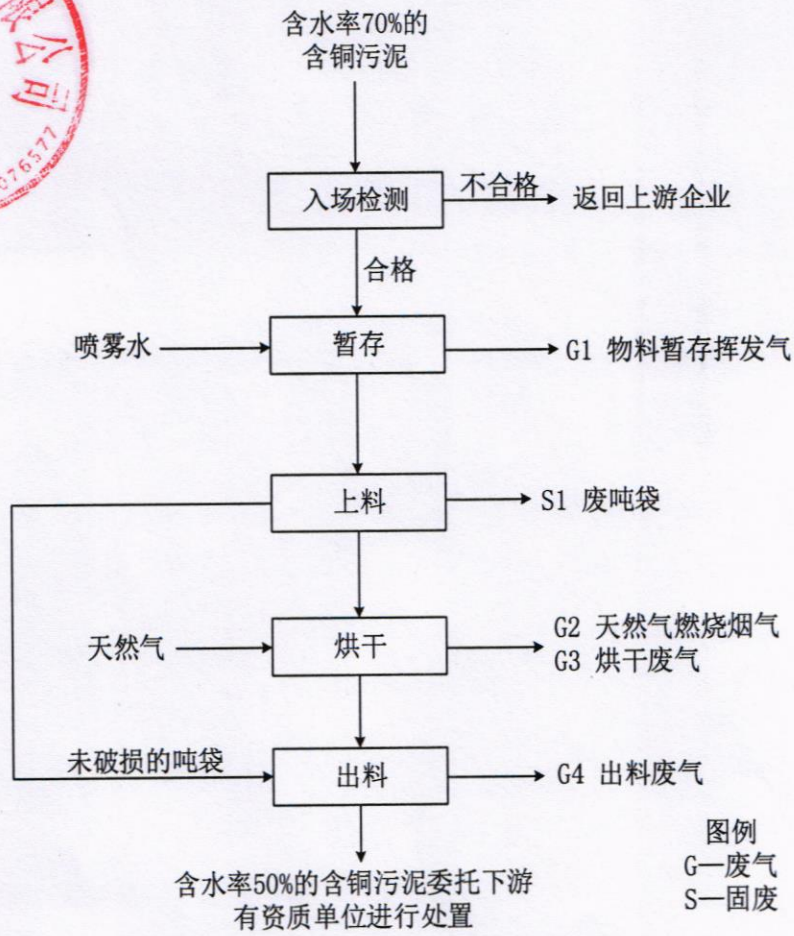 含水率70%的
含铜污泥
入场检测
不合格
返回上游企业
合格
喷雾水
暂存
G1 物料暂存挥发气
上料
S1 废吨袋
天然气
烘干
G2 天然气燃烧烟气
G3 烘干废气
未破损的吨袋
出料
G4 出料废气
含水率50%的含铜污泥委托下游
有资质单位进行处置
图例
G—废气
S—固废
公司
076577